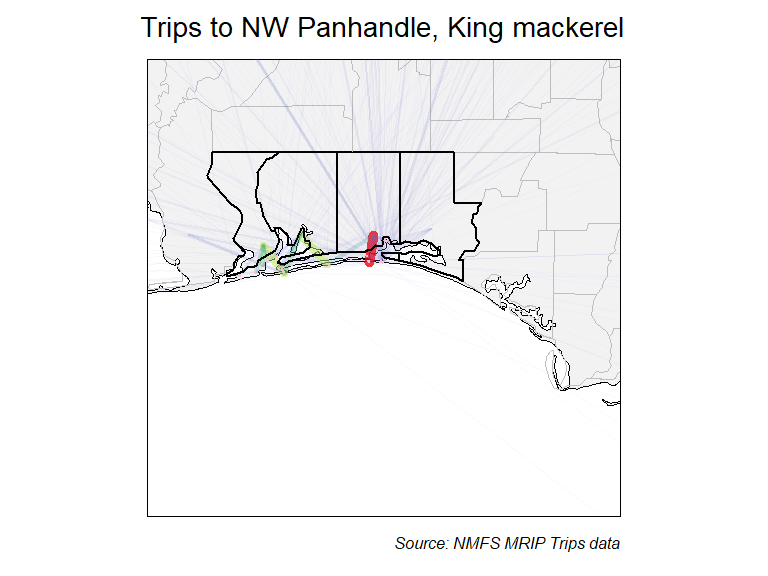 Trips to NW Panhandle, King mackerel
Source: NMFS MRIP Trips data